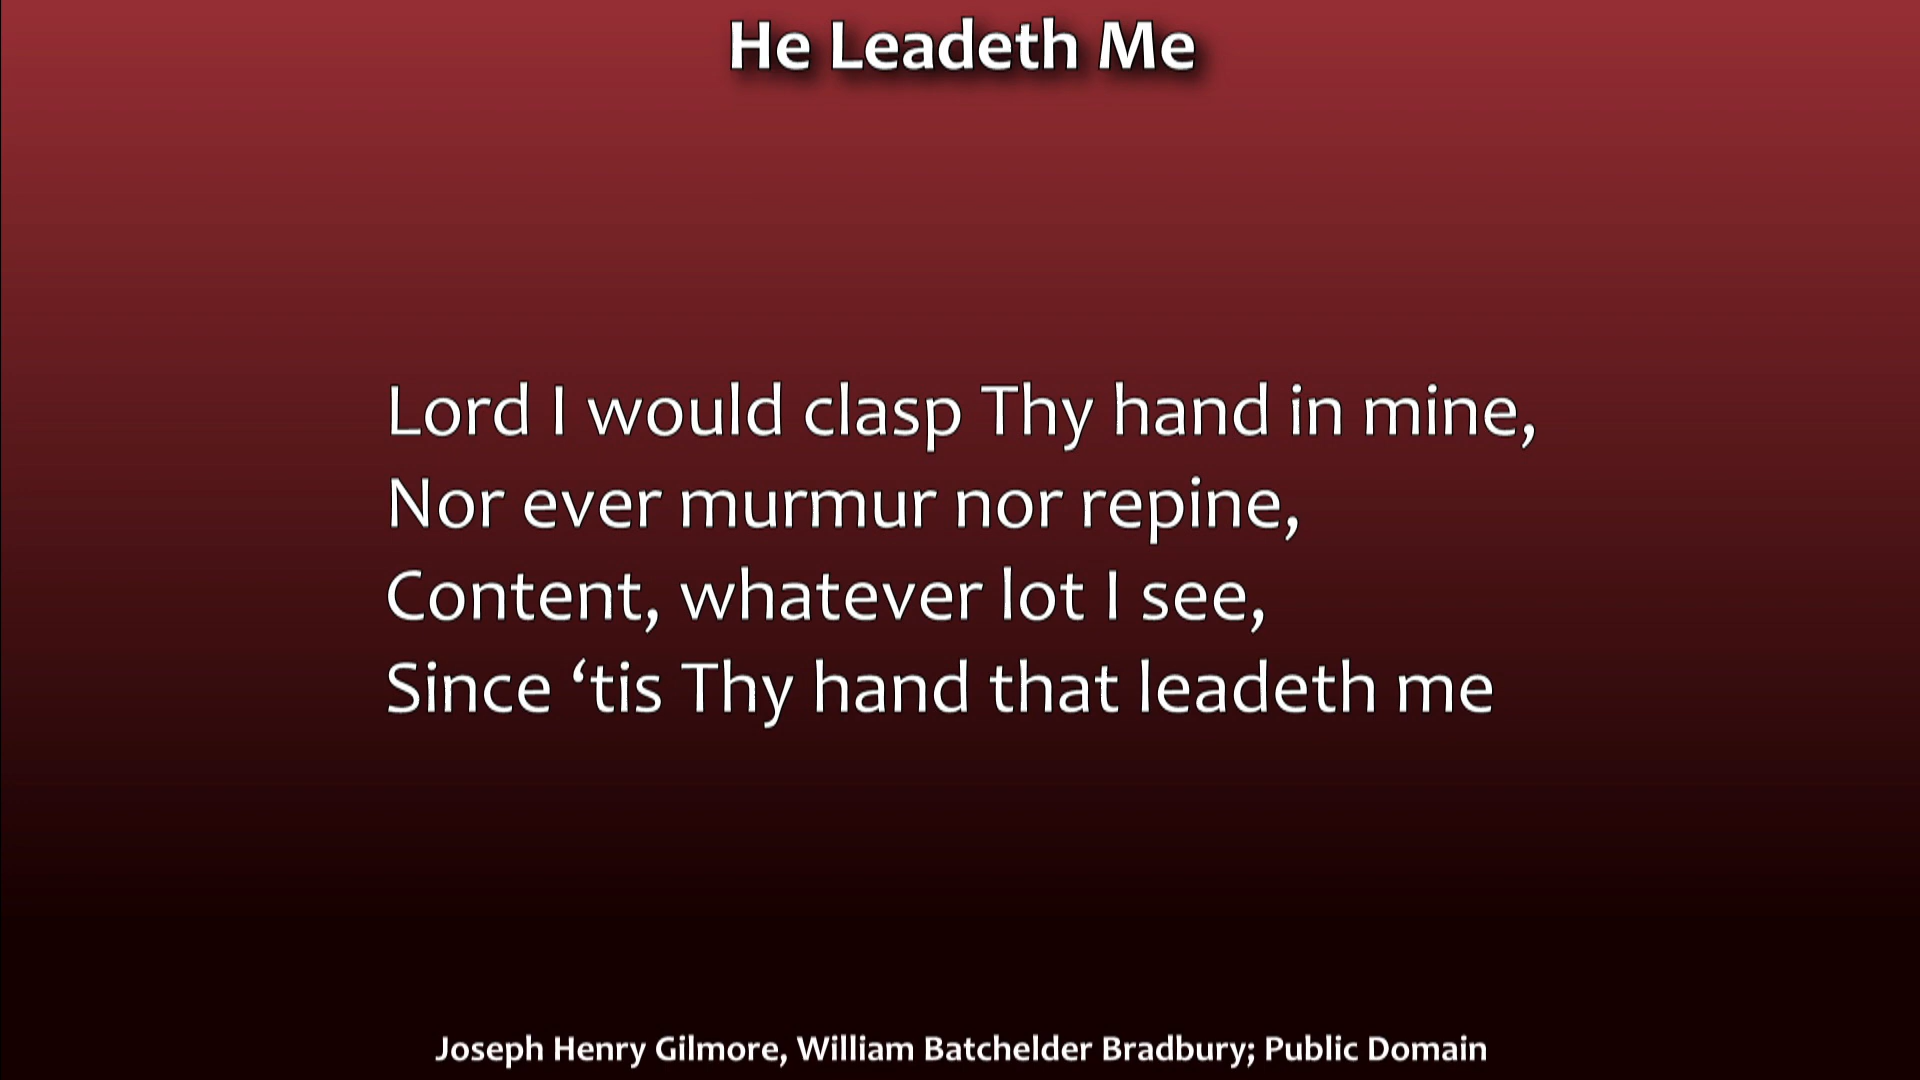 He Leadeth Me
Lord I would clasp Thy hand in mine,
Nor ever murmur nor repine,
Content, whatever lot I see,
Since ‘tis Thy hand that leadeth me
Joseph Henry Gilmore, William Batchelder Bradbury; Public Domain